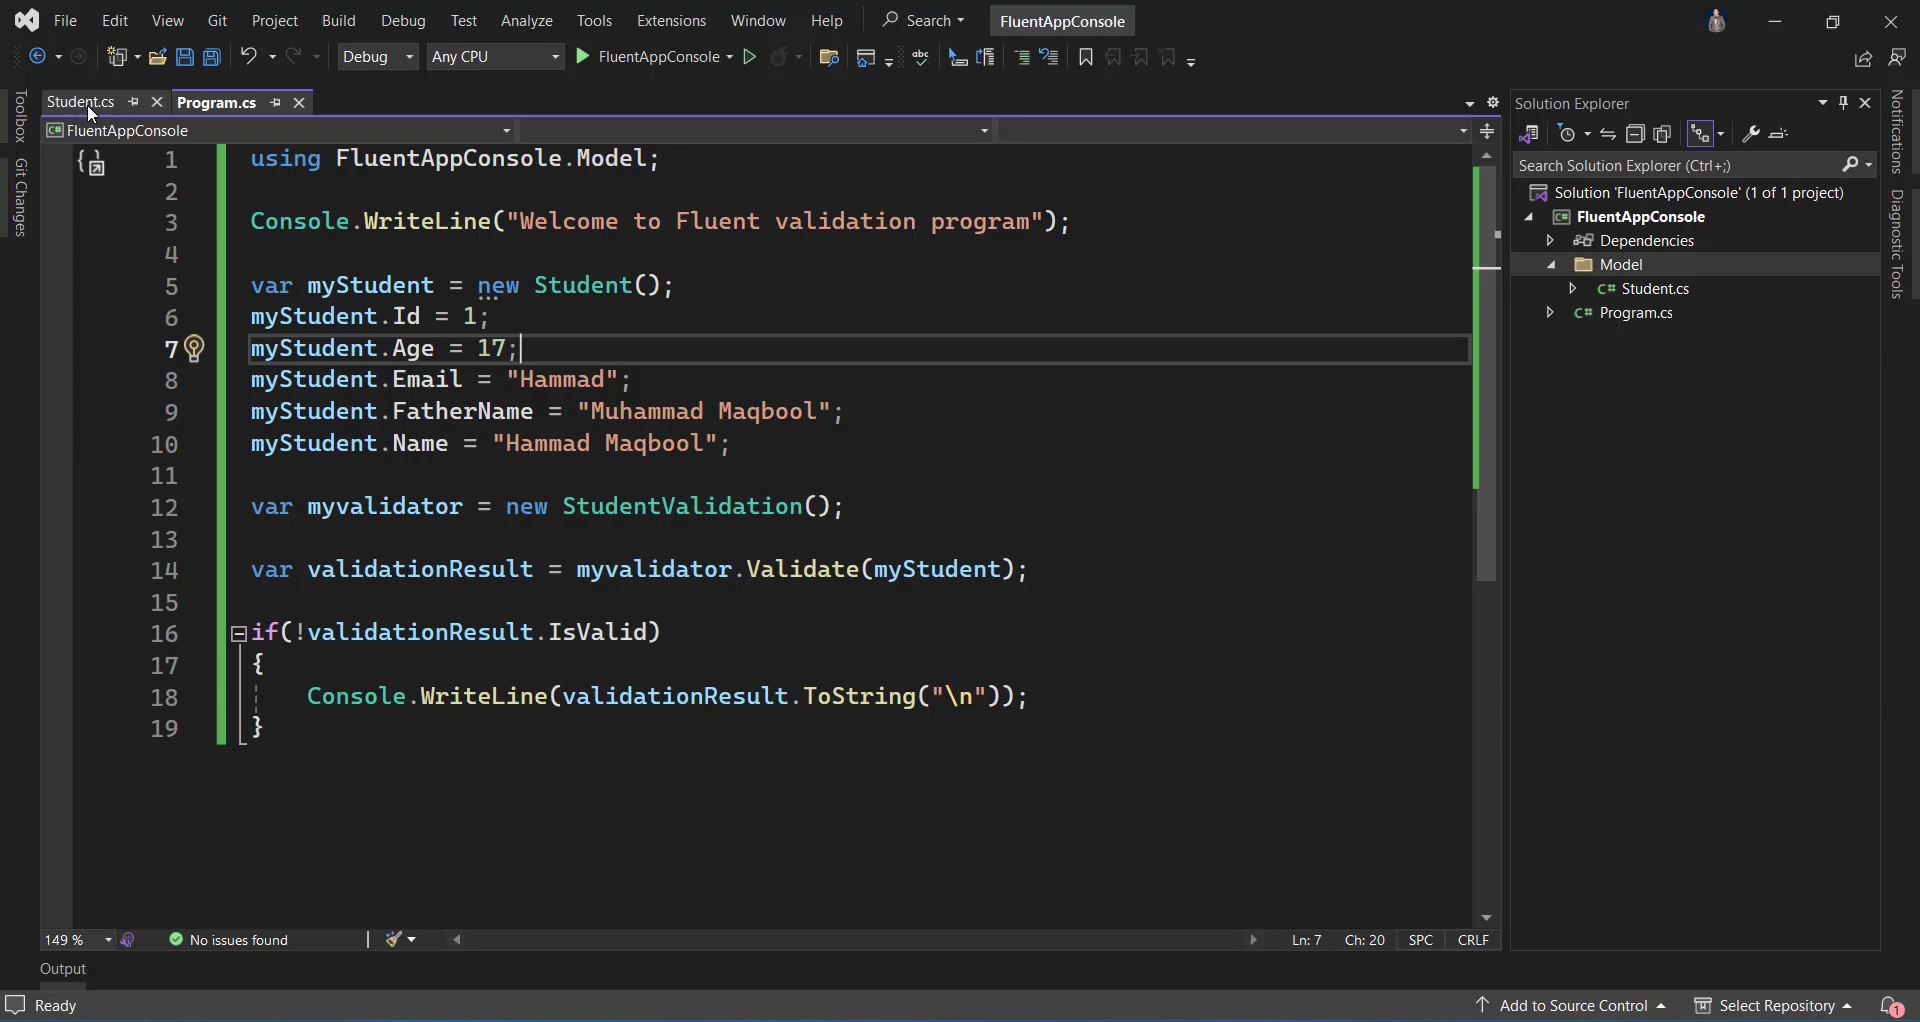 File Edit View Git Project Build Debug Test Analyze Tools Extensions Window Help Search FluentAppConsole
Debug Any CPU FluentAppConsole abc
Toolbox
Git Changes
Student.cs Program.cs
FluentAppConsole
1 using FluentAppConsole.Model;
2
3 Console.WriteLine("Welcome to Fluent validation program");
4
5 var myStudent = new Student();
6 myStudent.Id = 1;
7 myStudent.Age = 17;
8 myStudent.Email = "Hammad";
9 myStudent.FatherName = "Muhammad Maqbool";
10 myStudent.Name = "Hammad Maqbool";
11
12 var myvalidator = new StudentValidation();
13
14 var validationResult = myvalidator.Validate(myStudent);
15
16 if(!validationResult.IsValid)
17 {
18 Console.WriteLine(validationResult.ToString("\n"));
19 }
149 % No issues found Ln: 7 Ch: 20 SPC CRLF
Solution Explorer
Search Solution Explorer (Ctrl+;)
Solution 'FluentAppConsole' (1 of 1 project)
C# FluentAppConsole
Dependencies
Model
C# Student.cs
C# Program.cs
Notifications
Diagnostic Tools
Output
Ready Add to Source Control Select Repository 1